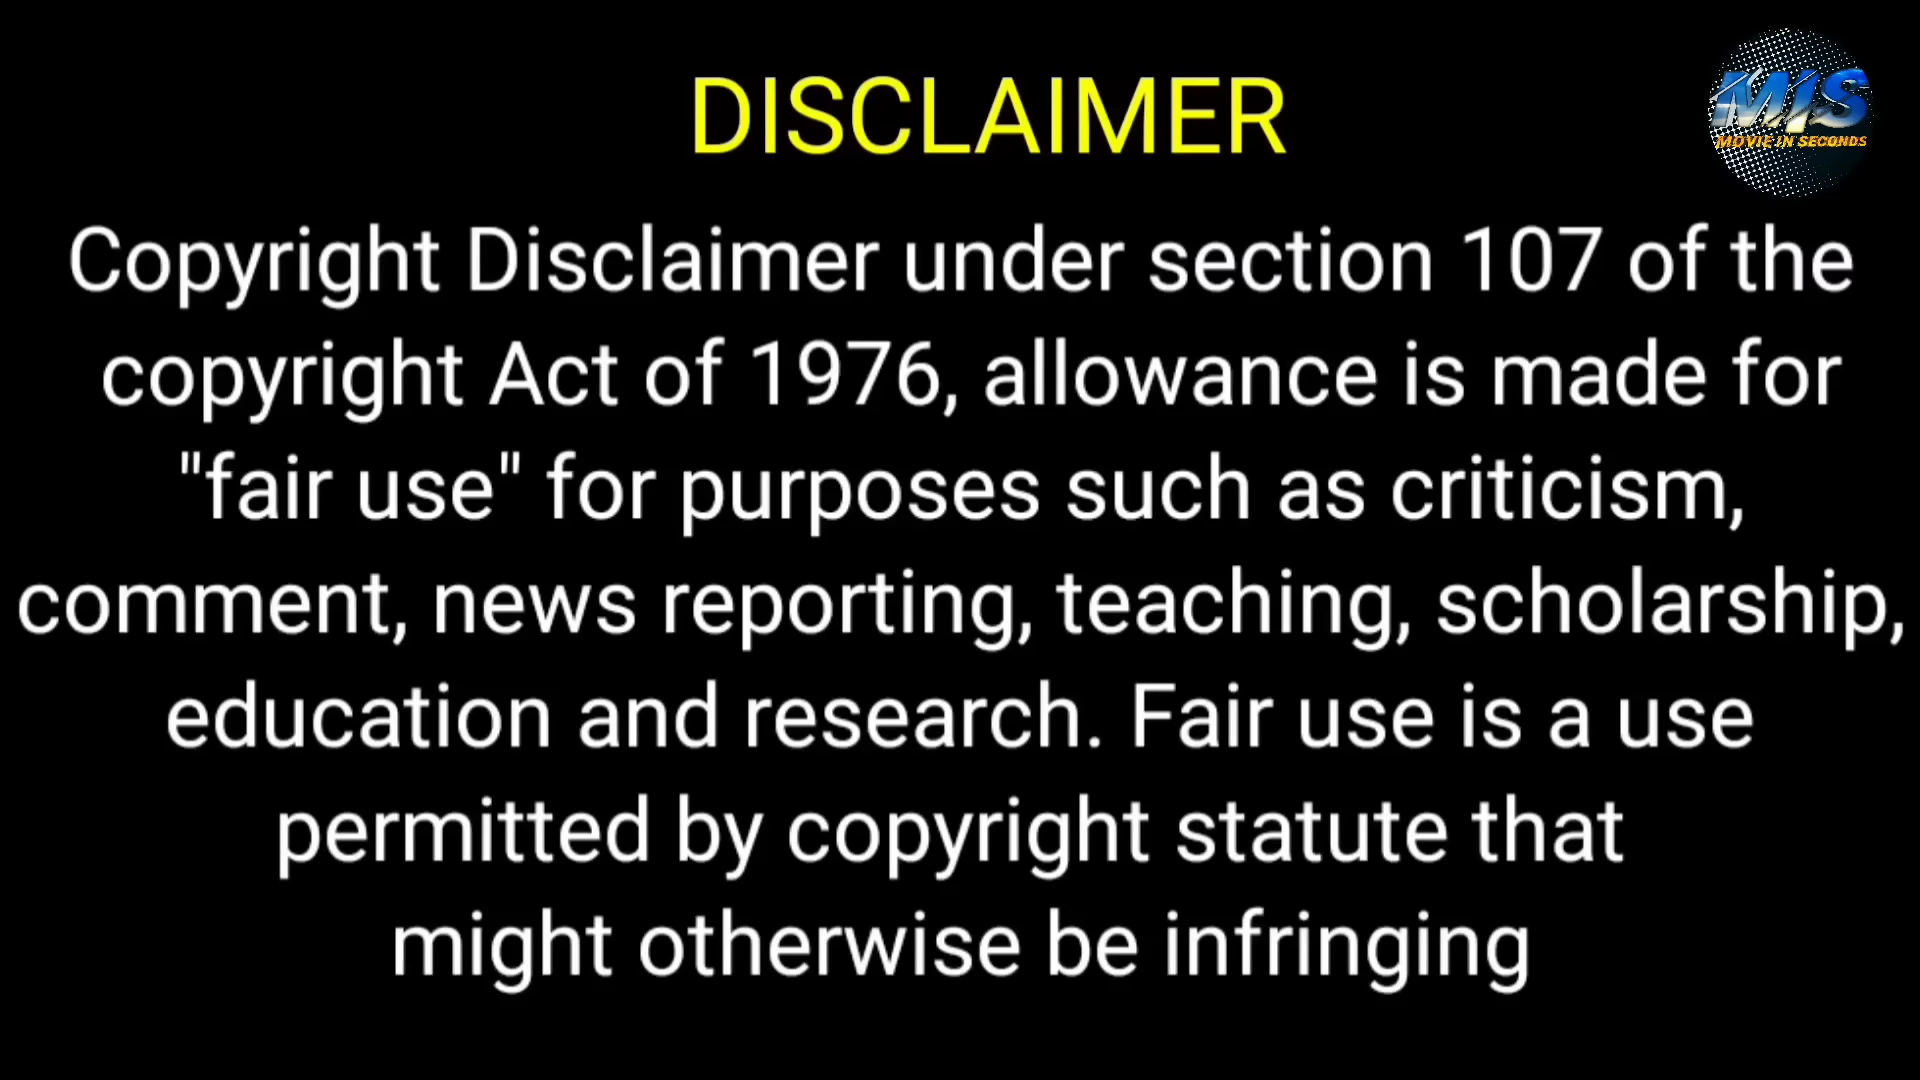 DISCLAIMER
MIS
MOVIE IN SECONDS
Copyright Disclaimer under section 107 of the
copyright Act of 1976, allowance is made for
"fair use" for purposes such as criticism,
comment, news reporting, teaching, scholarship,
education and research. Fair use is a use
permitted by copyright statute that
might otherwise be infringing